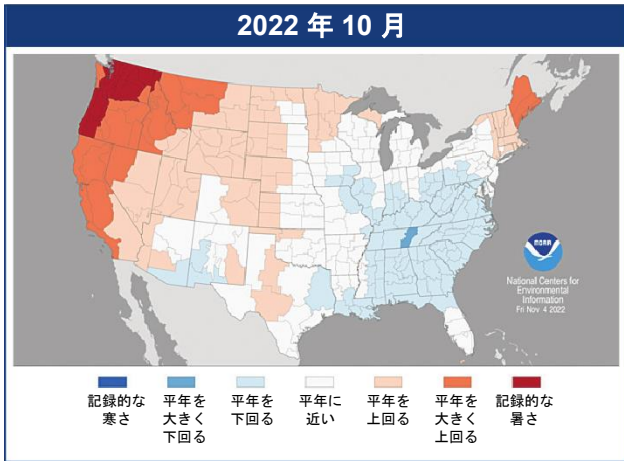 2022 年 10 月
NOAA
National Centers for
Environmental
Information
Fri Nov 4 2022
記録的な
寒さ
平年を
大きく
下回る
平年を
下回る
平年に
近い
平年を
上回る
平年を
大きく
上回る
記録的な
暑さ